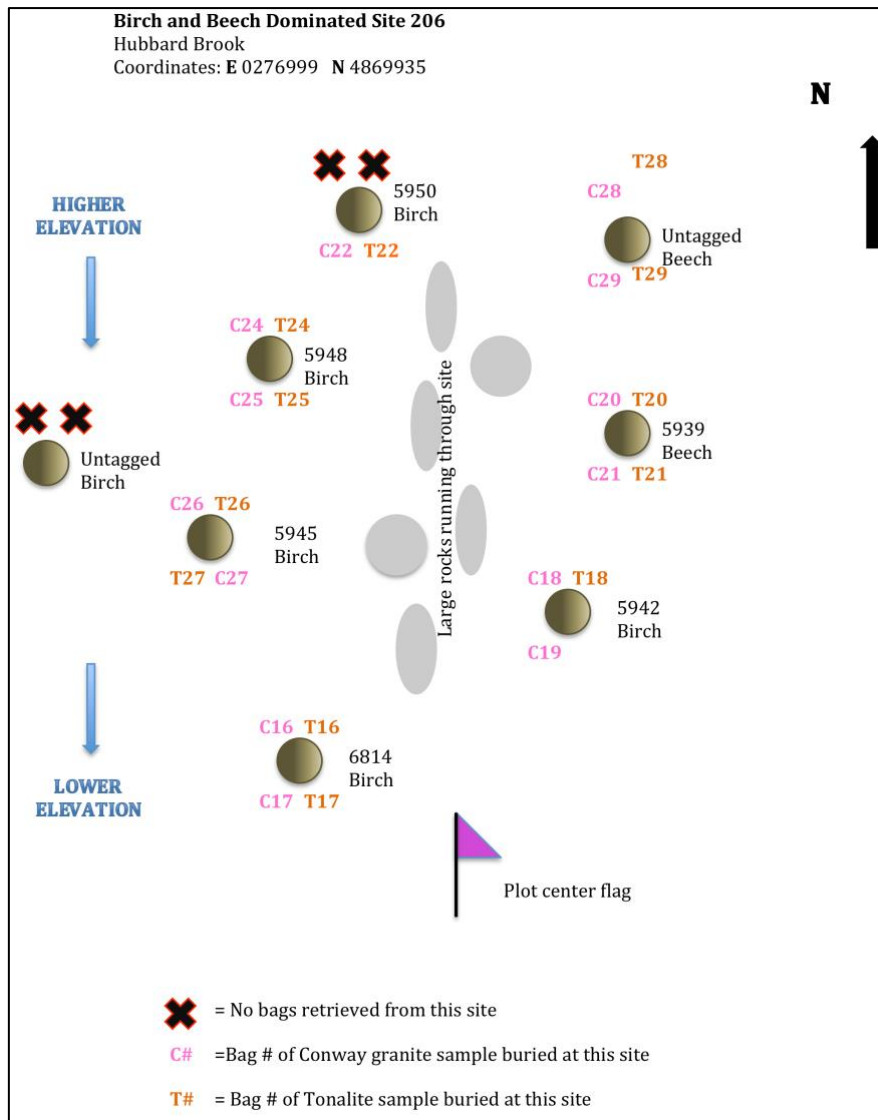 Birch and Beech Dominated Site 206
Hubbard Brook
Coordinates: E 0276999 N 4869935
N
T28
C28
5950
Birch
HIGHER
ELEVATION
Untagged
Beech
C22 T22
T29
C29
C24 T24
5948
Birch
C25 T25
Large rocks running through site
C20 T20
5939
Beech
C21 T21
Untagged
Birch
C26 T26
5945
Birch
T27 C27
C18 T18
5942
Birch
C19
C16 T16
6814
Birch
C17 T17
LOWER
ELEVATION
Plot center flag
= No bags retrieved from this site
C# =Bag # of Conway granite sample buried at this site
T# = Bag # of Tonalite sample buried at this site